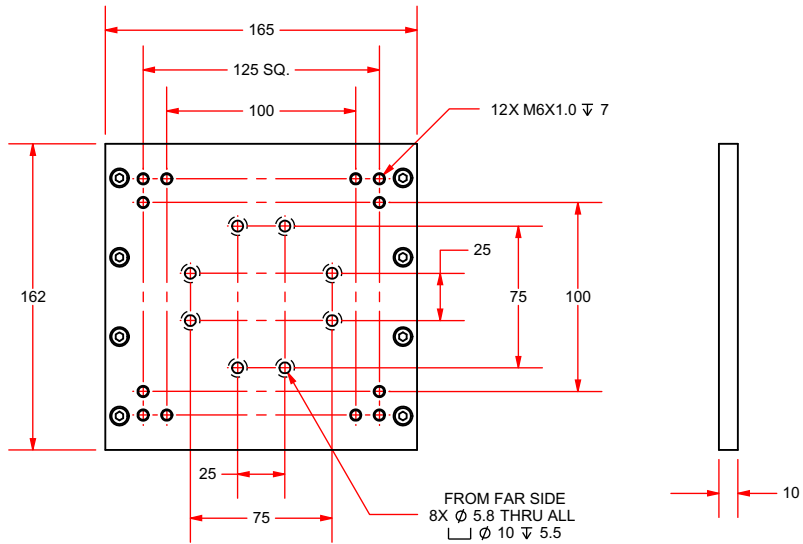 165
125 SQ.
100
12X M6X1.0 ↧ 7
25
162
75
100
25
75
FROM FAR SIDE
8X ⌀ 5.8 THRU ALL
⌴ ⌀ 10 ↧ 5.5
10